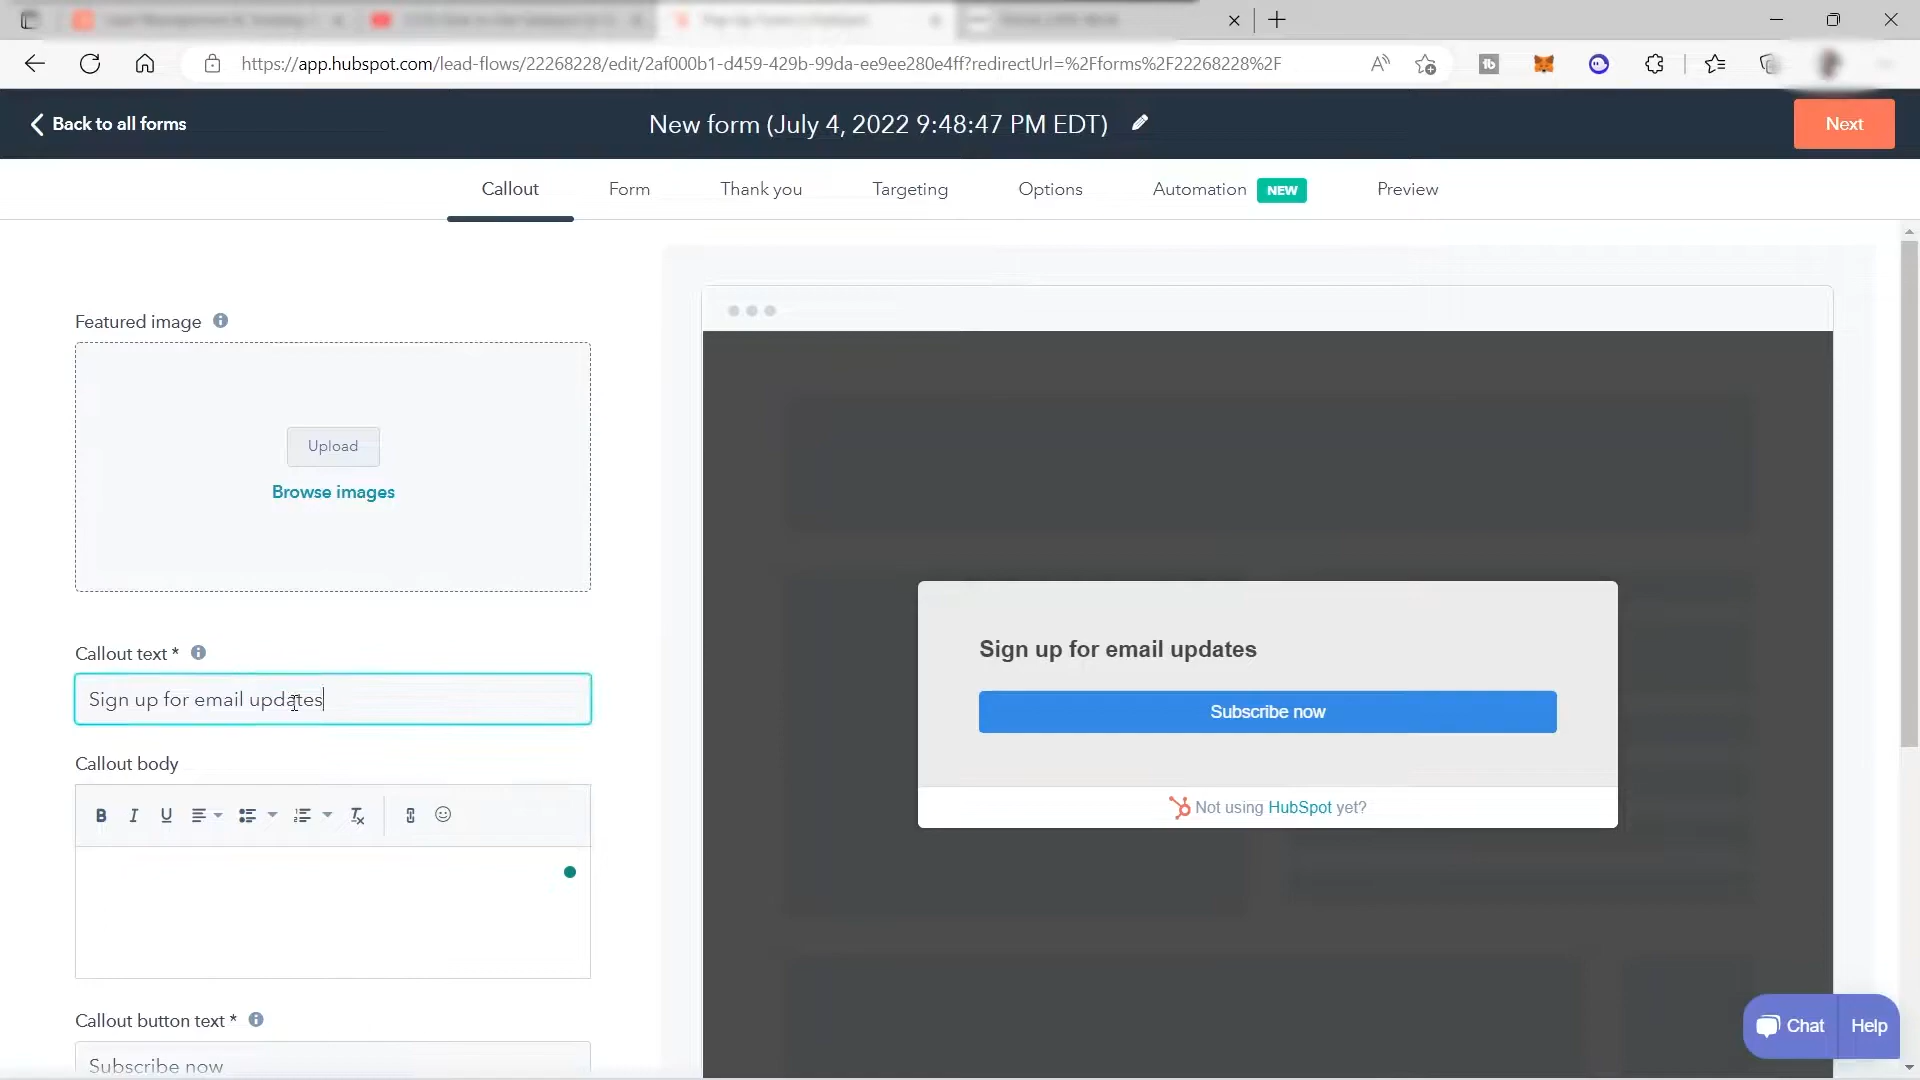 https://app.hubspot.com/lead-flows/22268228/edit/2af000b1-d459-429b-99da-ee9ee280e4ff?redirectUrl=%2Fforms%2F22268228%2F
Back to all forms
New form (July 4, 2022 9:48:47 PM EDT)
Next
Callout
Form
Thank you
Targeting
Options
Automation NEW
Preview
Featured image
Upload
Browse images
Callout text *
Sign up for email updates
Callout body
B I U
Callout button text *
Subscribe now
Sign up for email updates
Subscribe now
Not using HubSpot yet?
Chat
Help